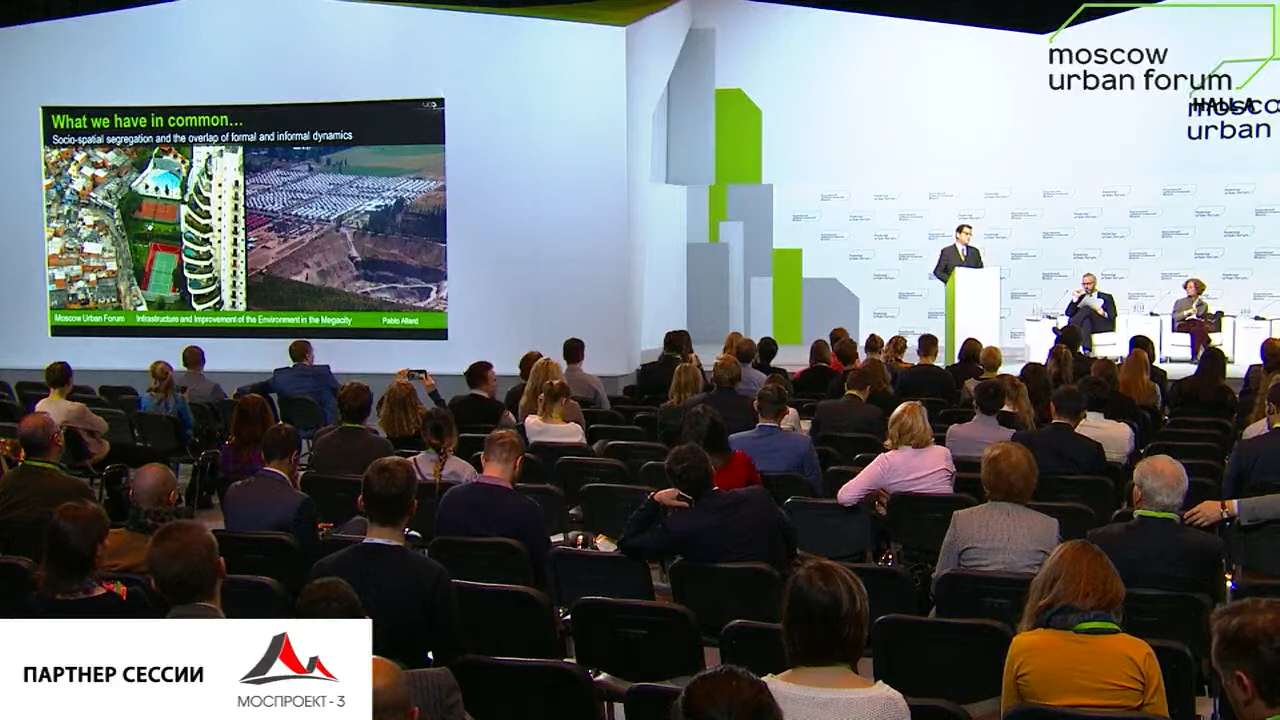 What we have in common...
Socio-spatial segregation and the overlap of formal and informal dynamics
Moscow Urban Forum Infrastructure and Improvement of the Environment in the Megacity Pablo Allard
moscow
urban forum
HALL A
moscow
urban
ПАРТНЕР СЕССИИ
МОСПРОЕКТ-3